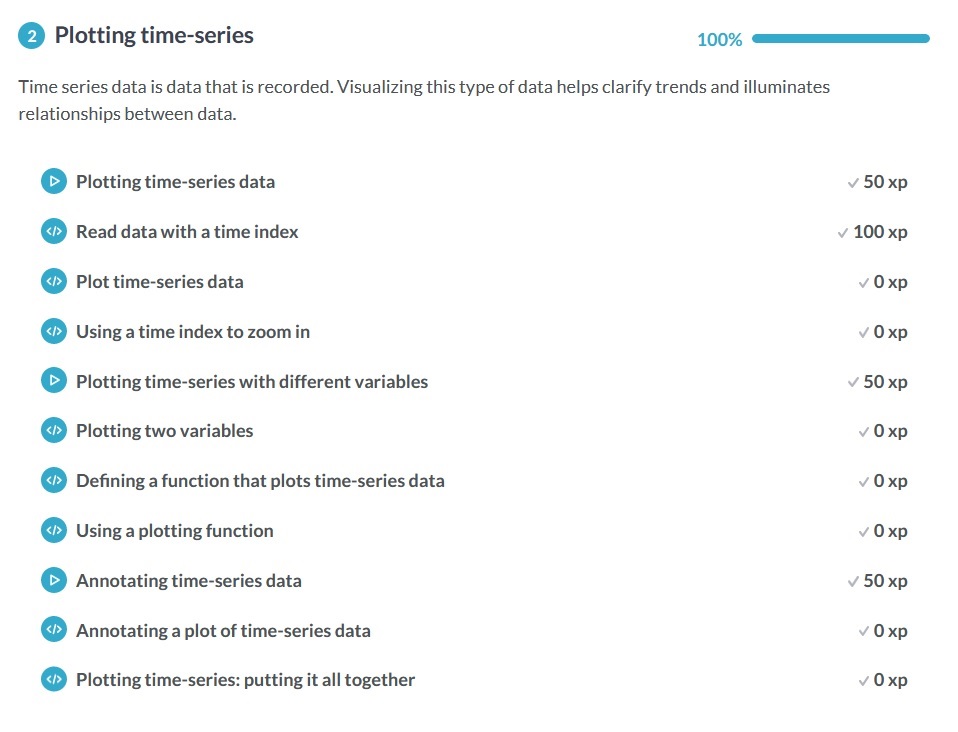 2 Plotting time-series 100%
Time series data is data that is recorded. Visualizing this type of data helps clarify trends and illuminates
relationships between data.
Plotting time-series data 50 xp
</> Read data with a time index 100 xp
</> Plot time-series data 0 xp
</> Using a time index to zoom in 0 xp
Plotting time-series with different variables 50 xp
</> Plotting two variables 0 xp
</> Defining a function that plots time-series data 0 xp
</> Using a plotting function 0 xp
Annotating time-series data 50 xp
</> Annotating a plot of time-series data 0 xp
</> Plotting time-series: putting it all together 0 xp